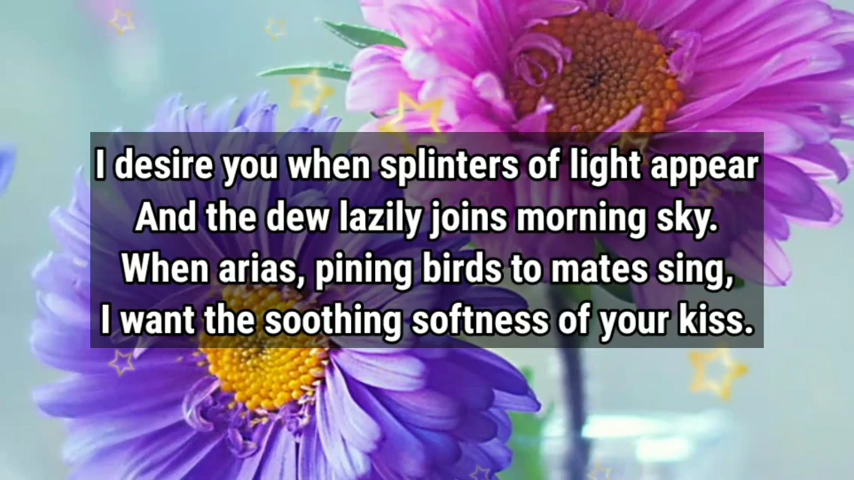 I desire you when splinters of light appear
And the dew lazily joins morning sky.
When arias, pining birds to mates sing,
I want the soothing softness of your kiss.